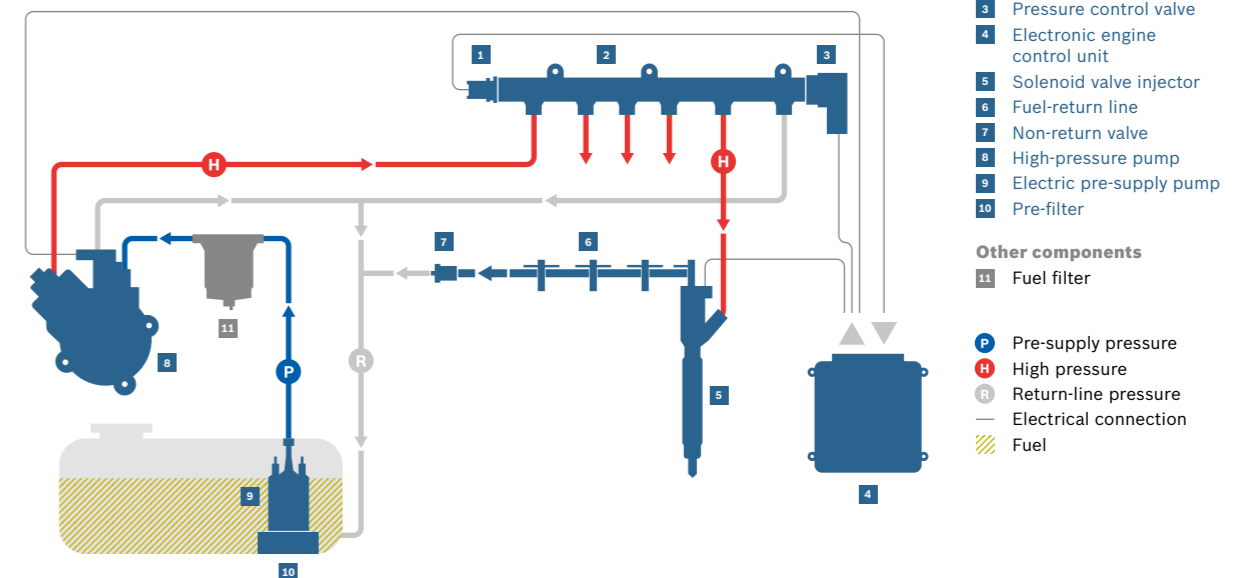 1
2
3
H
H
7
6
11
8
P
R
5
9
10
4
3 Pressure control valve
4 Electronic engine
control unit
5 Solenoid valve injector
6 Fuel-return line
7 Non-return valve
8 High-pressure pump
9 Electric pre-supply pump
10 Pre-filter
Other components
11 Fuel filter
P Pre-supply pressure
H High pressure
R Return-line pressure
Electrical connection
Fuel